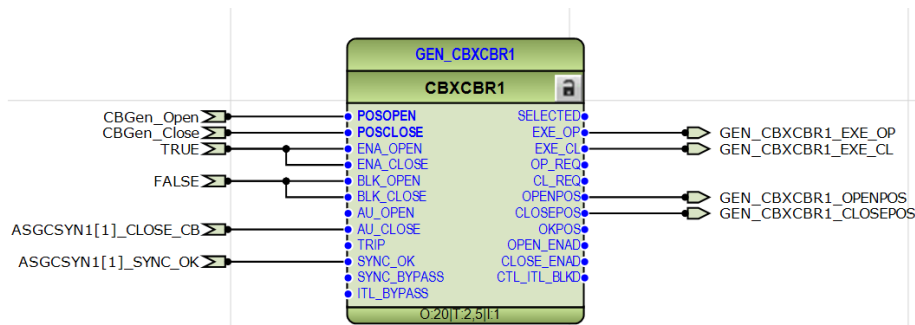 GEN_CBXCBR1
CBXCBR1
CBGen_Open POSOPEN SELECTED
CBGen_Close POSCLOSE EXE_OP GEN_CBXCBR1_EXE_OP
TRUE ENA_OPEN EXE_CL GEN_CBXCBR1_EXE_CL
ENA_CLOSE OP_REQ
FALSE BLK_OPEN CL_REQ
BLK_CLOSE OPENPOS GEN_CBXCBR1_OPENPOS
AU_OPEN CLOSEPOS GEN_CBXCBR1_CLOSEPOS
ASGCSYN1[1]_CLOSE_CB AU_CLOSE OKPOS
TRIP OPEN_ENAD
ASGCSYN1[1]_SYNC_OK SYNC_OK CLOSE_ENAD
SYNC_BYPASS CTL_ITL_BLKD
ITL_BYPASS
O:20|T:2,5|I:1